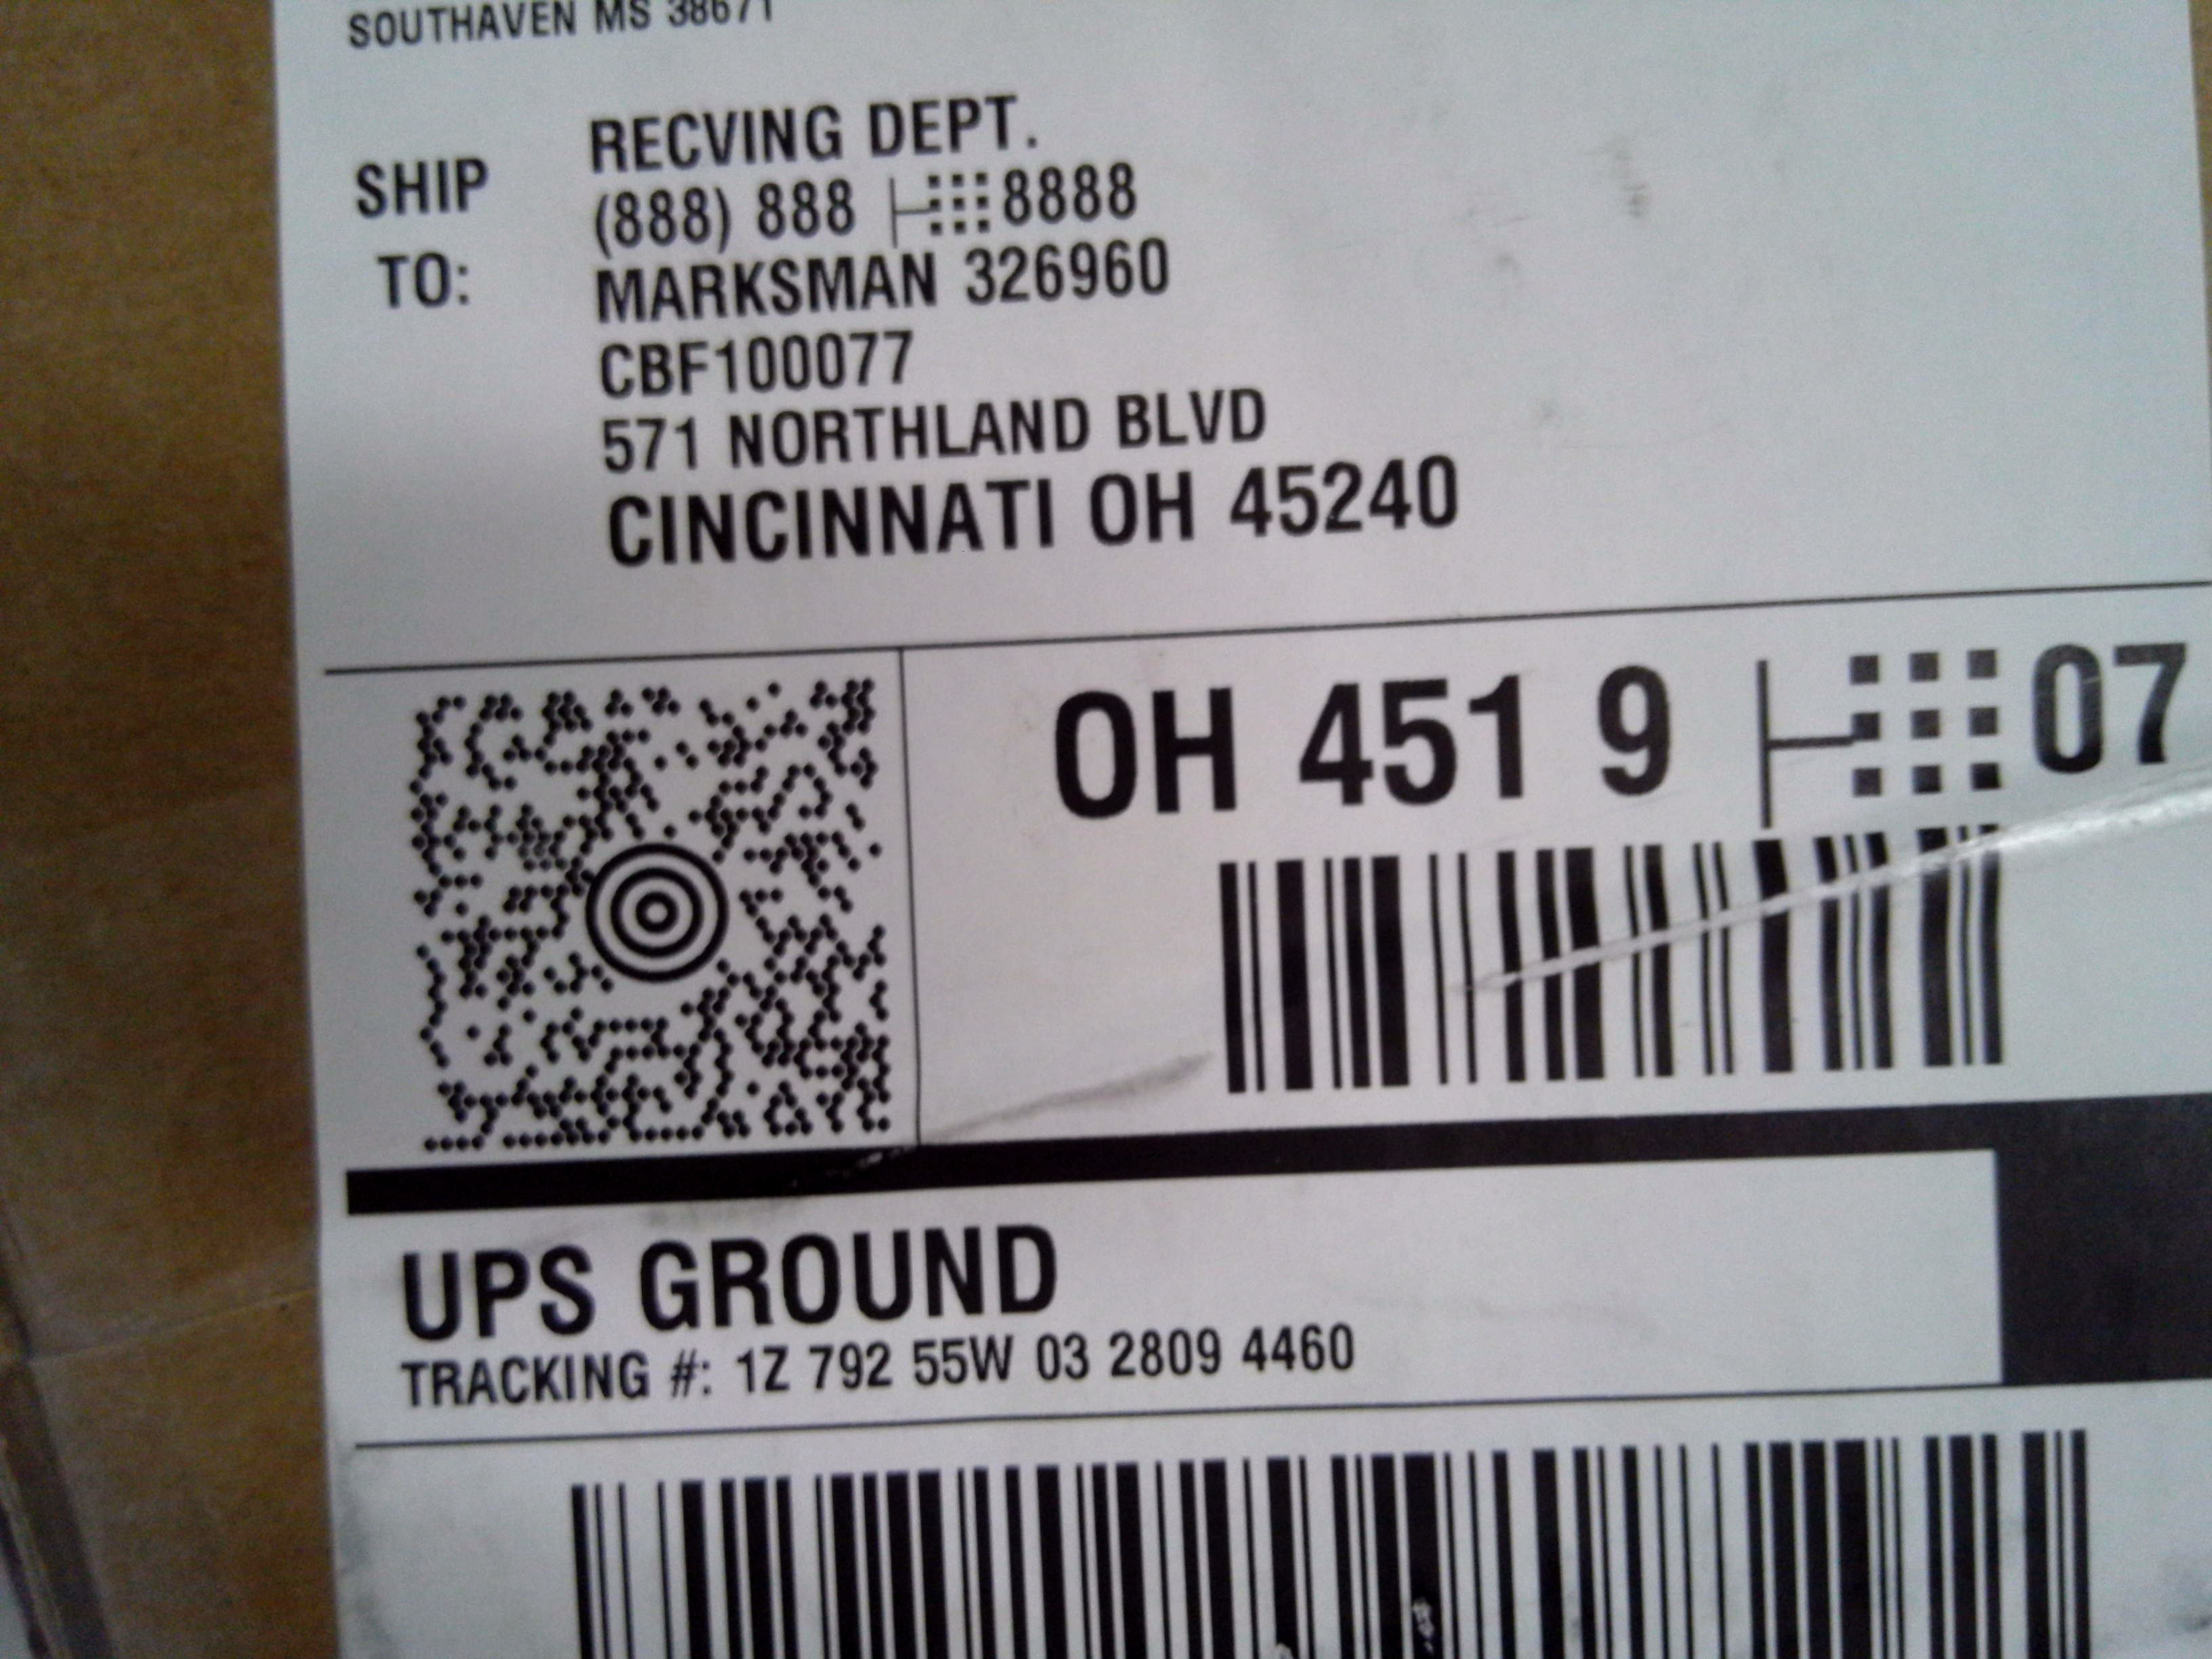 SOUTHAVEN MS 38671
SHIP TO:
RECVING DEPT.
(888) 888 8888
MARKSMAN 326960
CBF100077
571 NORTHLAND BLVD
CINCINNATI OH 45240
OH 451 9 07
UPS GROUND
TRACKING #: 1Z 792 55W 03 2809 4460